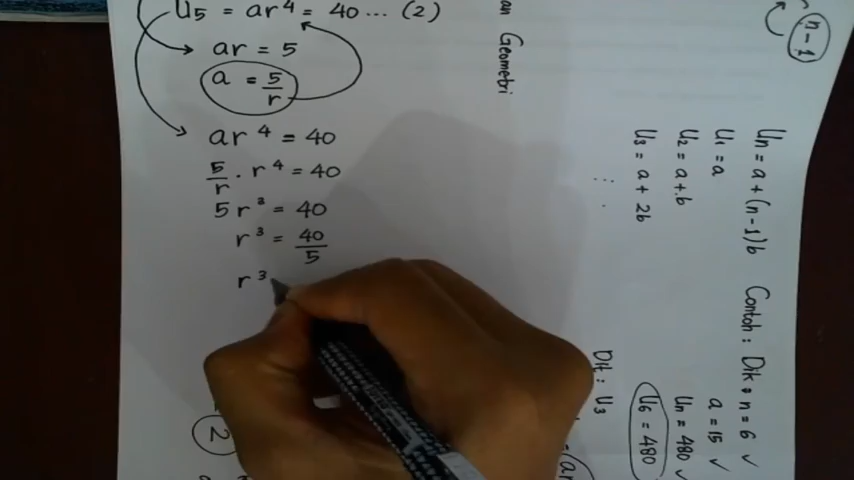 U5 = ar⁴ = 40 ... (2)
ar = 5
a = 5/r
ar⁴ = 40
5/r . r⁴ = 40
5r³ = 40
r³ = 40/5
r³
2
an Geometri
n-1
Un = a + (n-1)b
U1 = a
U2 = a+b
U3 = a + 2b
Contoh : Dik : n = 6 ✓
a = 15 ✓
Un = 480 ✓
U6 = 480
Dit : U3